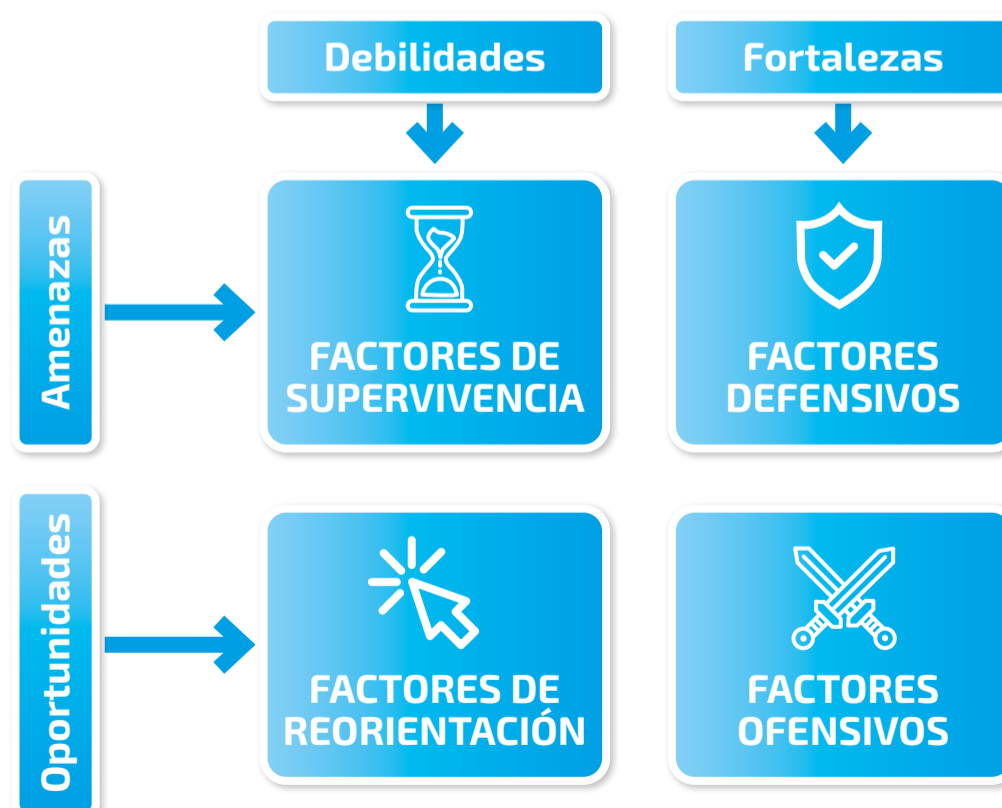 Debilidades
Fortalezas
Amenazas
FACTORES DE
SUPERVIVENCIA
FACTORES
DEFENSIVOS
Oportunidades
FACTORES DE
REORIENTACIÓN
FACTORES
OFENSIVOS